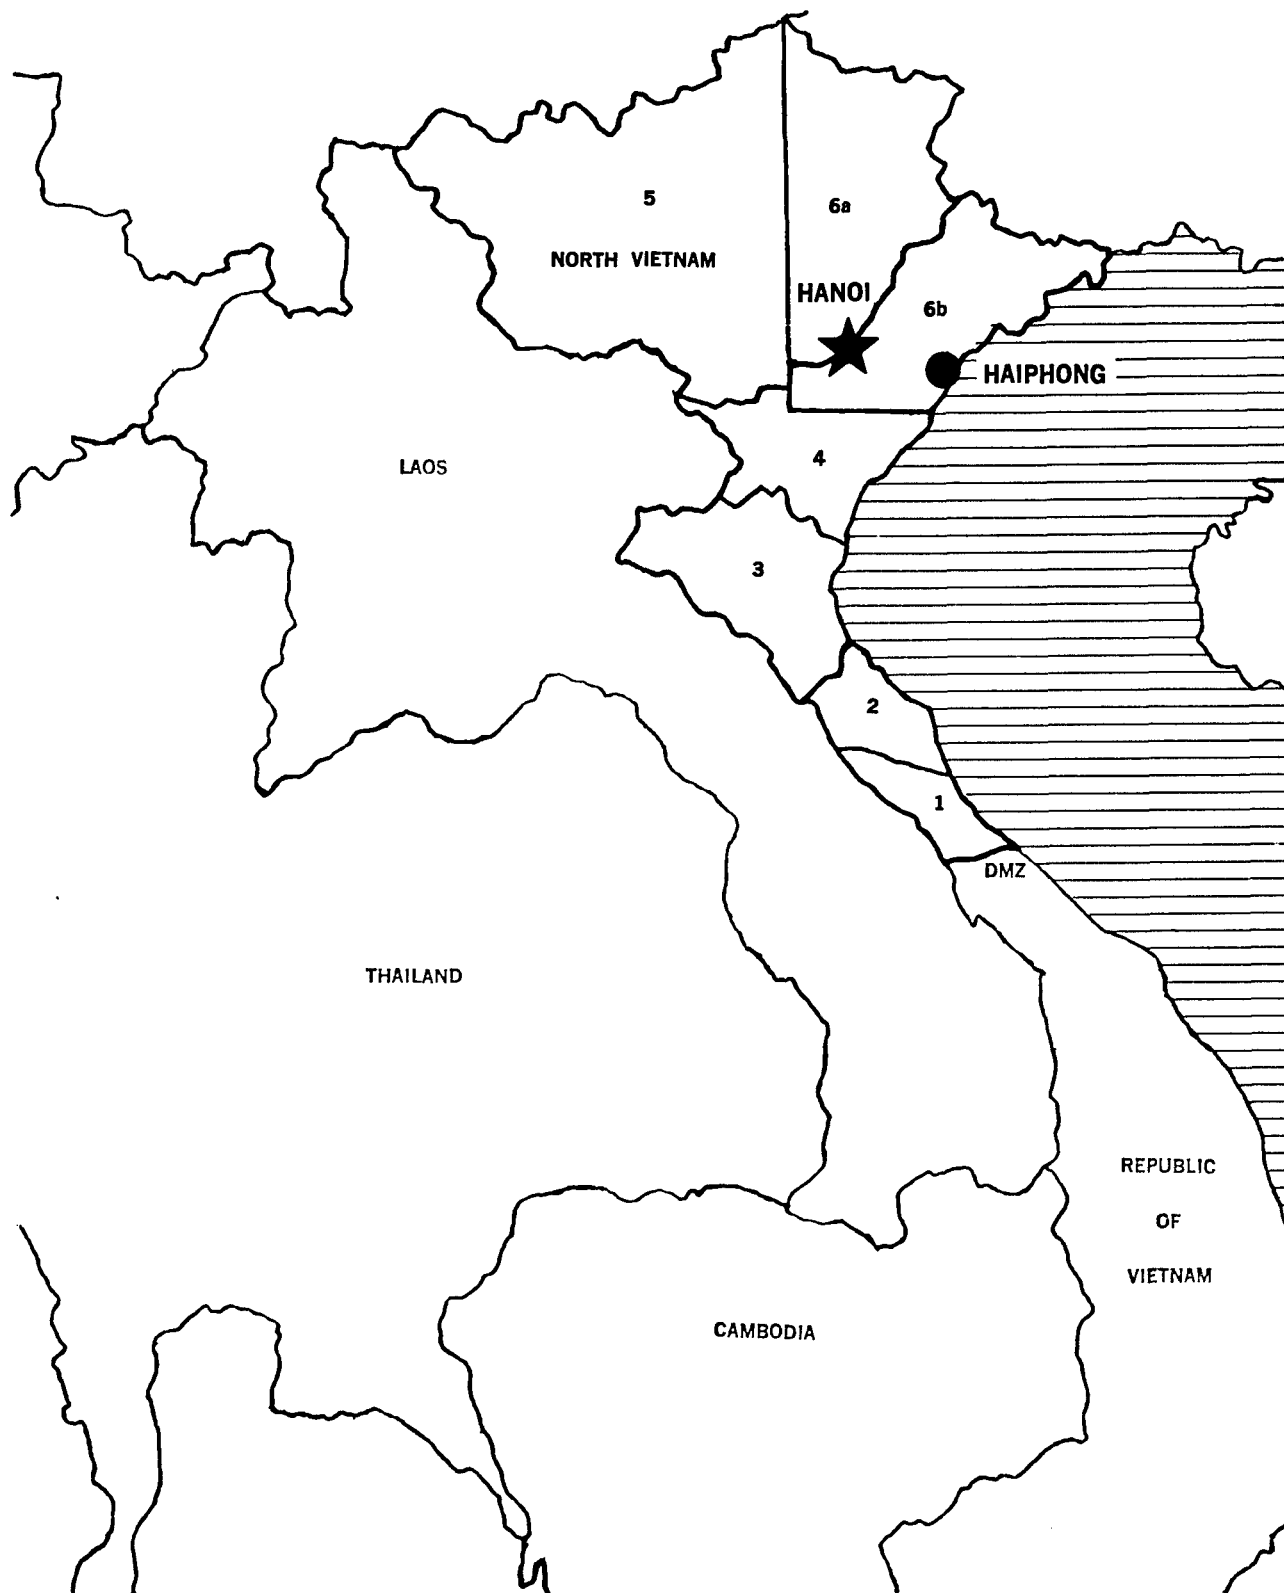 5
6a
NORTH VIETNAM
HANOI
6b
HAIPHONG
4
LAOS
3
2
1
DMZ
THAILAND
REPUBLIC
OF
VIETNAM
CAMBODIA